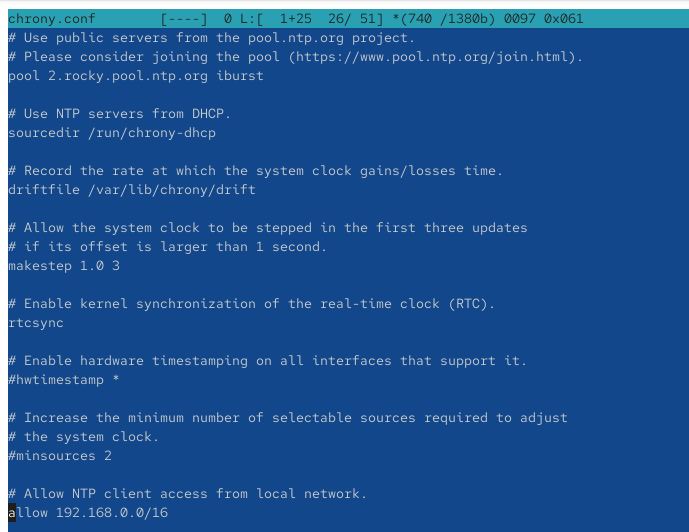 chrony.conf [----] 0 L:[ 1+25 26/ 51] *(740 /1380b) 0097 0x061
# Use public servers from the pool.ntp.org project.
# Please consider joining the pool (https://www.pool.ntp.org/join.html).
pool 2.rocky.pool.ntp.org iburst
# Use NTP servers from DHCP.
sourcedir /run/chrony-dhcp
# Record the rate at which the system clock gains/losses time.
driftfile /var/lib/chrony/drift
# Allow the system clock to be stepped in the first three updates
# if its offset is larger than 1 second.
makestep 1.0 3
# Enable kernel synchronization of the real-time clock (RTC).
rtcsync
# Enable hardware timestamping on all interfaces that support it.
#hwtimestamp *
# Increase the minimum number of selectable sources required to adjust
# the system clock.
#minsources 2
# Allow NTP client access from local network.
allow 192.168.0.0/16